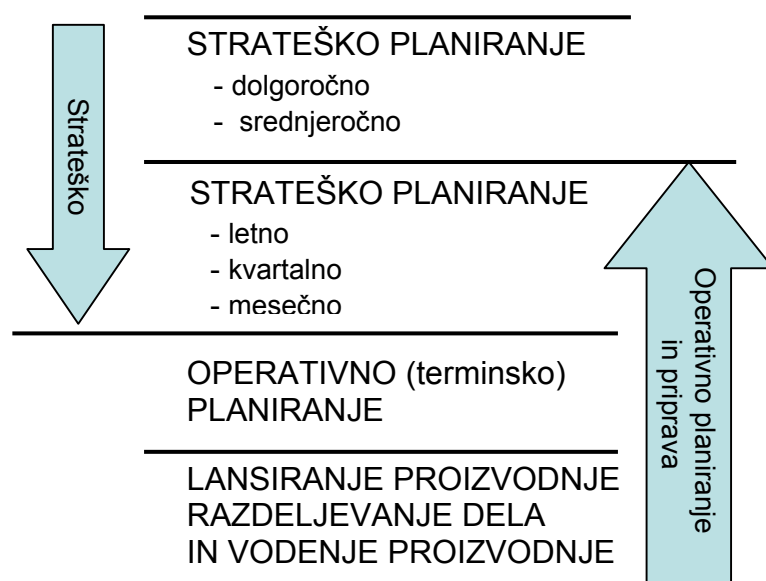 STRATEŠKO PLANIRANJE
- dolgoročno
- srednjeročno
Strateško
STRATEŠKO PLANIRANJE
- letno
- kvartalno
- mesečno
OPERATIVNO (terminsko)
PLANIRANJE
LANSIRANJE PROIZVODNJE
RAZDELJEVANJE DELA
IN VODENJE PROIZVODNJE
Operativno planiranje
in priprava